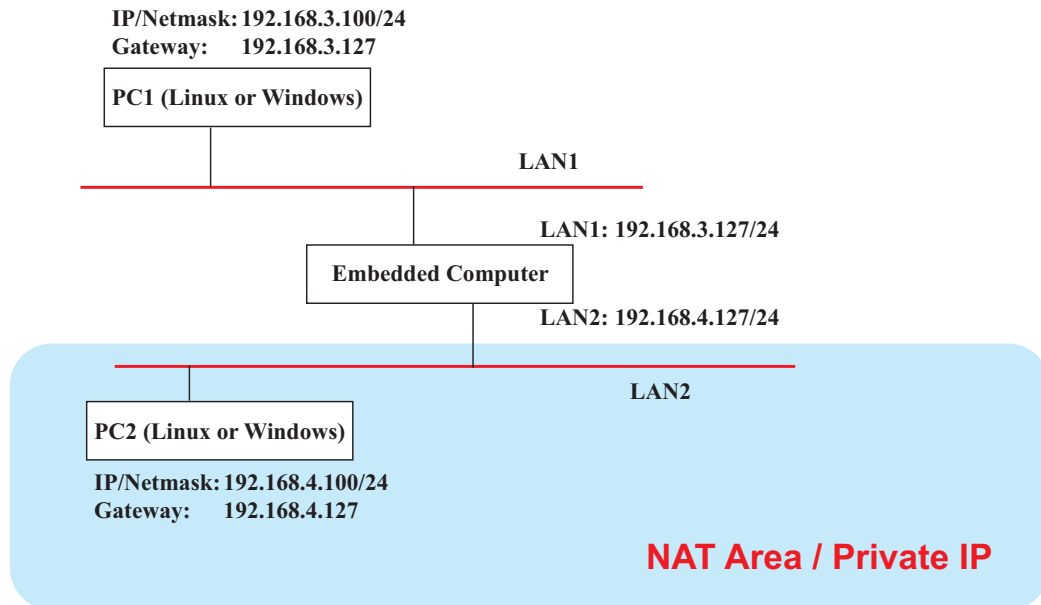 IP/Netmask: 192.168.3.100/24
Gateway: 192.168.3.127
PC1 (Linux or Windows)
LAN1
LAN1: 192.168.3.127/24
Embedded Computer
LAN2: 192.168.4.127/24
LAN2
PC2 (Linux or Windows)
IP/Netmask: 192.168.4.100/24
Gateway: 192.168.4.127
NAT Area / Private IP